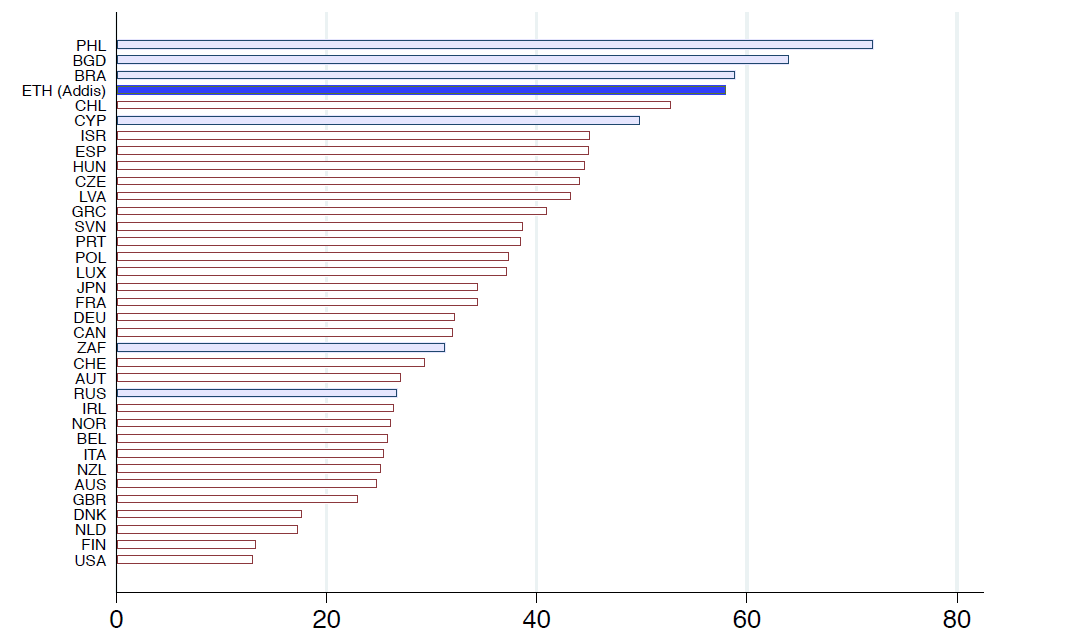 PHL
BGD
BRA
ETH (Addis)
CHL
CYP
ISR
ESP
HUN
CZE
LVA
GRC
SVN
PRT
POL
LUX
JPN
FRA
DEU
CAN
ZAF
CHE
AUT
RUS
IRL
NOR
BEL
ITA
NZL
AUS
GBR
DNK
NLD
FIN
USA
0 20 40 60 80